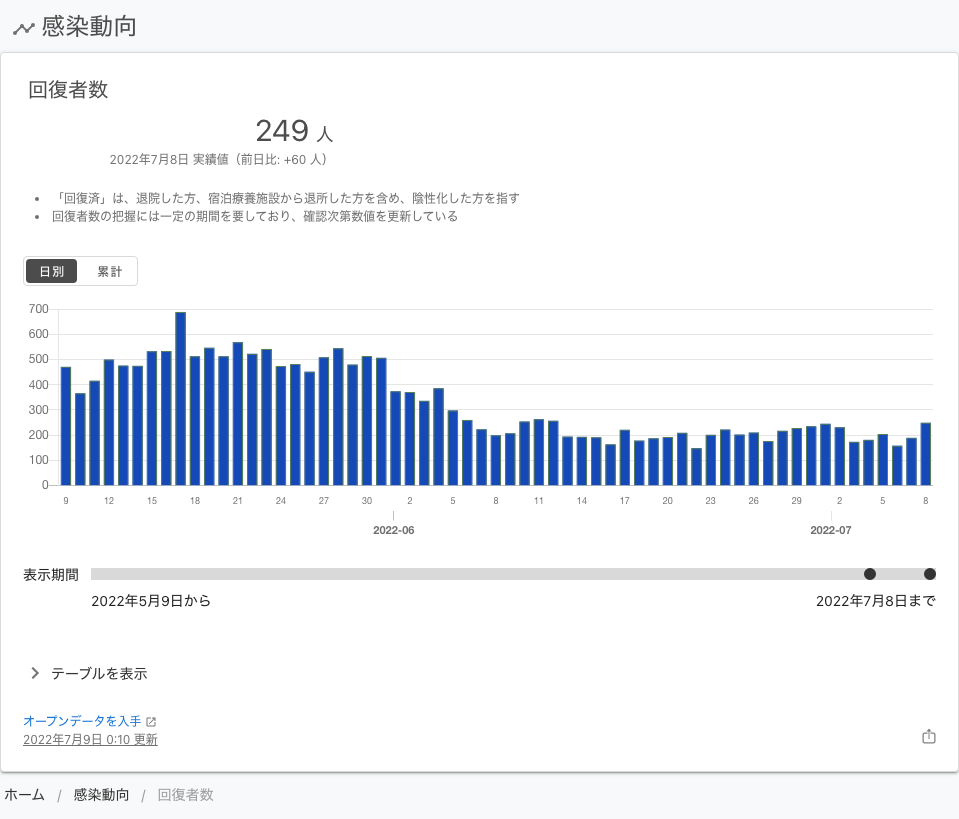 感染動向
回復者数
249 人
2022年7月8日 実績値（前日比: +60 人）
• 「回復済」は、退院した方、宿泊療養施設から退所した方を含め、陰性化した方を指す
• 回復者数の把握には一定の期間を要しており、確認次第数値を更新している
日別 累計
700
600
500
400
300
200
100
0
9 12 15 18 21 24 27 30 2 5 8 11 14 17 20 23 26 29 2 5 8
2022-06 2022-07
表示期間
2022年5月9日から 2022年7月8日まで
テーブルを表示
オープンデータを入手
2022年7月9日 0:10 更新
ホーム / 感染動向 / 回復者数